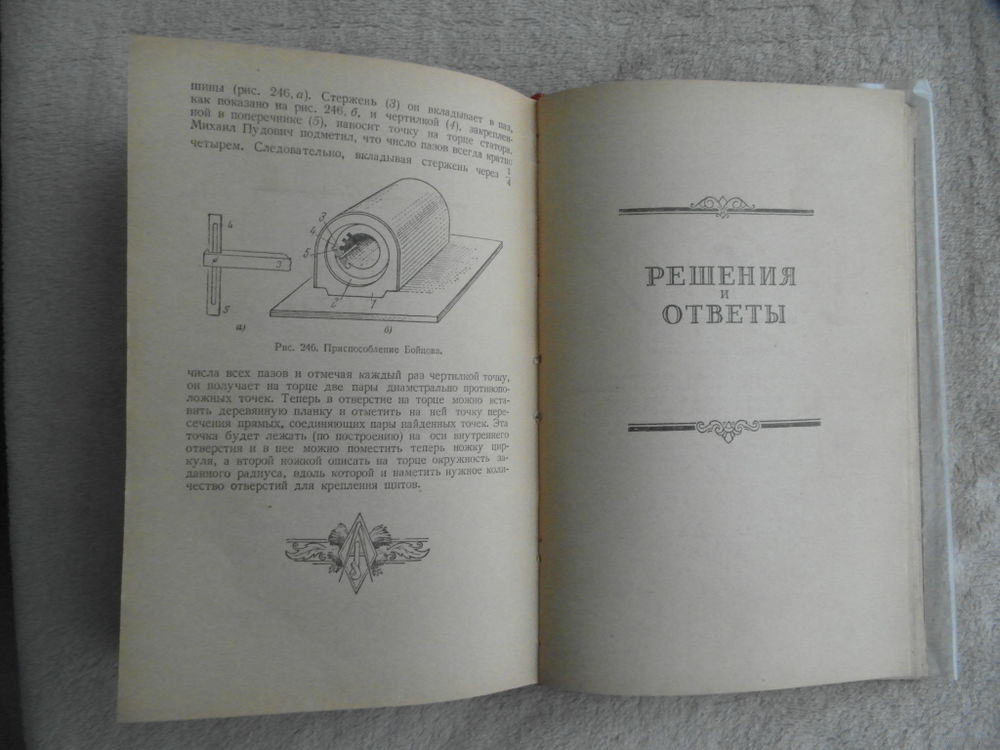 шины (рис. 246, а). Стержень (3) он вкладывает в паз,
как показано на рис. 246, б, и чертилкой (4), закреплен-
ной в поперечнике (5), наносит точку на торце статора.
Михаил Пудович подметил, что число пазов всегда кратно
четырем. Следовательно, вкладывая стержень через 1/4
4
3
5
а)
3
4
5
2
1
б)
Рис. 246. Приспособление Бойцова.
числа всех пазов и отмечая каждый раз чертилкой точку,
он получает на торце две пары диаметрально противопо-
ложных точек. Теперь в отверстие на торце можно вста-
вить деревянную планку и отметить на ней точку пере-
сечения прямых, соединяющих пары найденных точек. Эта
точка будет лежать (по построению) на оси внутреннего
отверстия и в нее можно поместить теперь ножку цир-
куля, а второй ножкой описать на торце окружность за-
данного радиуса, вдоль которой и наметить нужное коли-
чество отверстий для крепления щитов.
РЕШЕНИЯ
И
ОТВЕТЫ